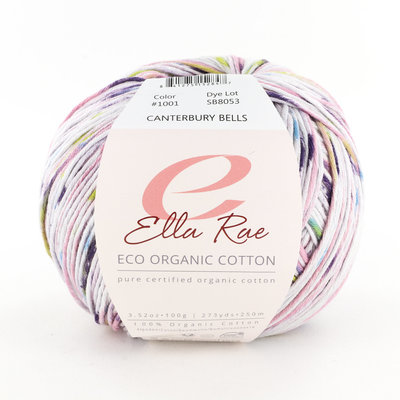 Color
#1001
Dye Lot
SB8053
CANTERBURY BELLS
e
Ella Rae
ECO ORGANIC COTTON
pure certified organic cotton
3.52oz•100g | 273yds•250m
100% Organic Cotton